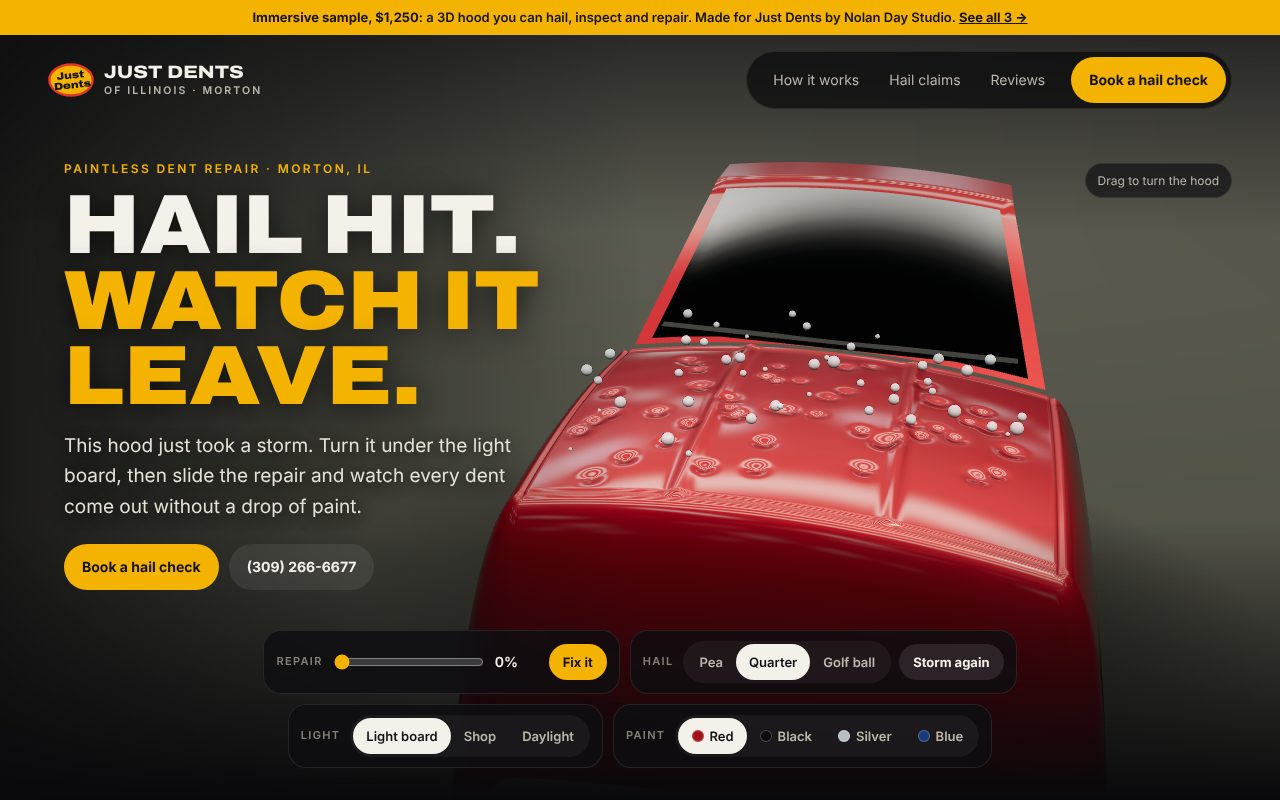 Immersive sample, $1,250: a 3D hood you can hail, inspect and repair. Made for Just Dents by Nolan Day Studio. See all 3 →
Just
Dents
JUST DENTS
OF ILLINOIS · MORTON
How it works
Hail claims
Reviews
Book a hail check
PAINTLESS DENT REPAIR · MORTON, IL
Drag to turn the hood
HAIL HIT.
WATCH IT
LEAVE.
This hood just took a storm. Turn it under the light
board, then slide the repair and watch every dent
come out without a drop of paint.
Book a hail check
(309) 266-6677
REPAIR
0%
Fix it
HAIL
Pea
Quarter
Golf ball
Storm again
LIGHT
Light board
Shop
Daylight
PAINT
Red
Black
Silver
Blue